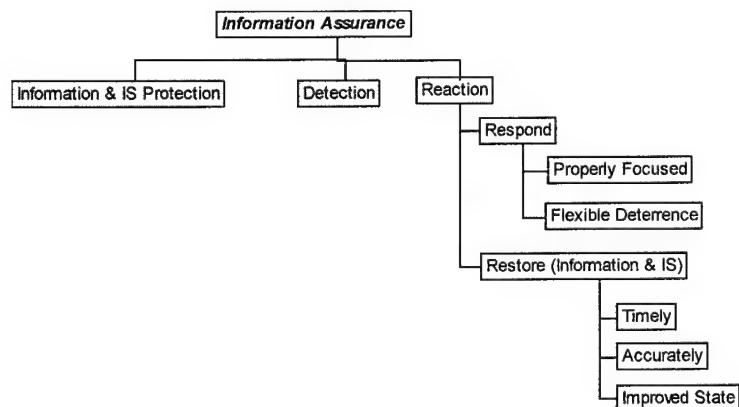 Information Assurance
Information & IS Protection
Detection
Reaction
Respond
Properly Focused
Flexible Deterrence
Restore (Information & IS)
Timely
Accurately
Improved State